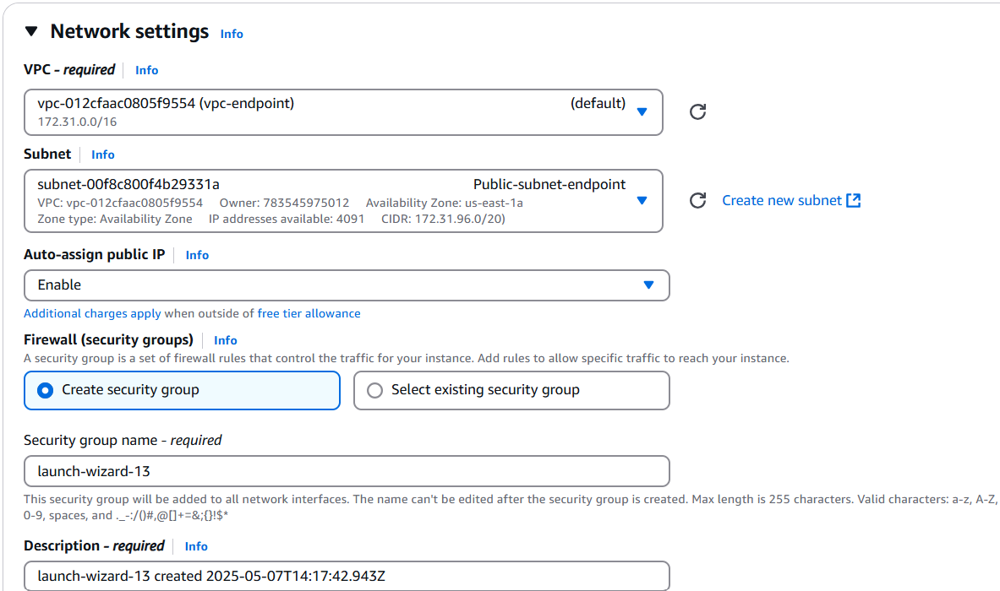 Network settings Info
VPC - required Info
vpc-012cfaac0805f9554 (vpc-endpoint) (default)
172.31.0.0/16
Subnet Info
subnet-00f8c800f4b29331a Public-subnet-endpoint
VPC: vpc-012cfaac0805f9554 Owner: 783545975012 Availability Zone: us-east-1a
Zone type: Availability Zone IP addresses available: 4091 CIDR: 172.31.96.0/20)
Create new subnet
Auto-assign public IP Info
Enable
Additional charges apply when outside of free tier allowance
Firewall (security groups) Info
A security group is a set of firewall rules that control the traffic for your instance. Add rules to allow specific traffic to reach your instance.
Create security group Select existing security group
Security group name - required
launch-wizard-13
This security group will be added to all network interfaces. The name can't be edited after the security group is created. Max length is 255 characters. Valid characters: a-z, A-Z,
0-9, spaces, and ._-:/()#,@[]+=&;{}!$*
Description - required Info
launch-wizard-13 created 2025-05-07T14:17:42.943Z